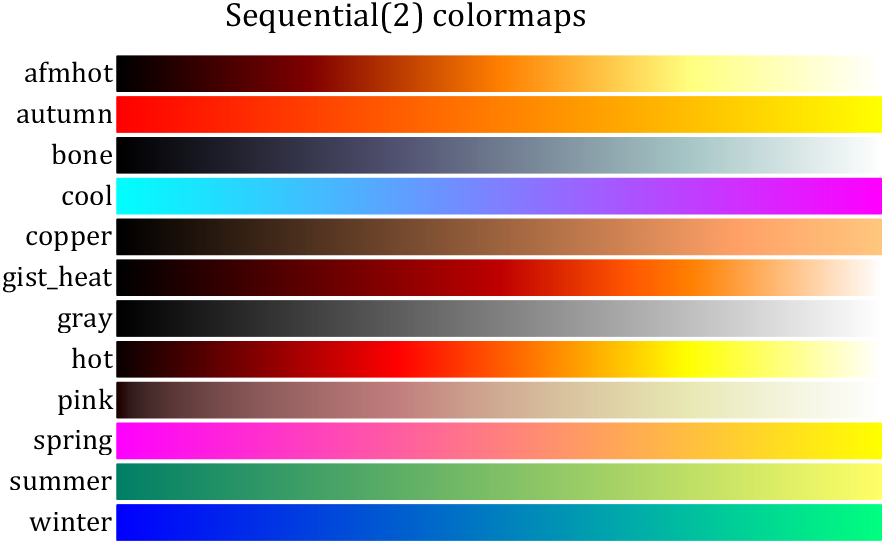 Sequential(2) colormaps
afmhot
autumn
bone
cool
copper
gist_heat
gray
hot
pink
spring
summer
winter